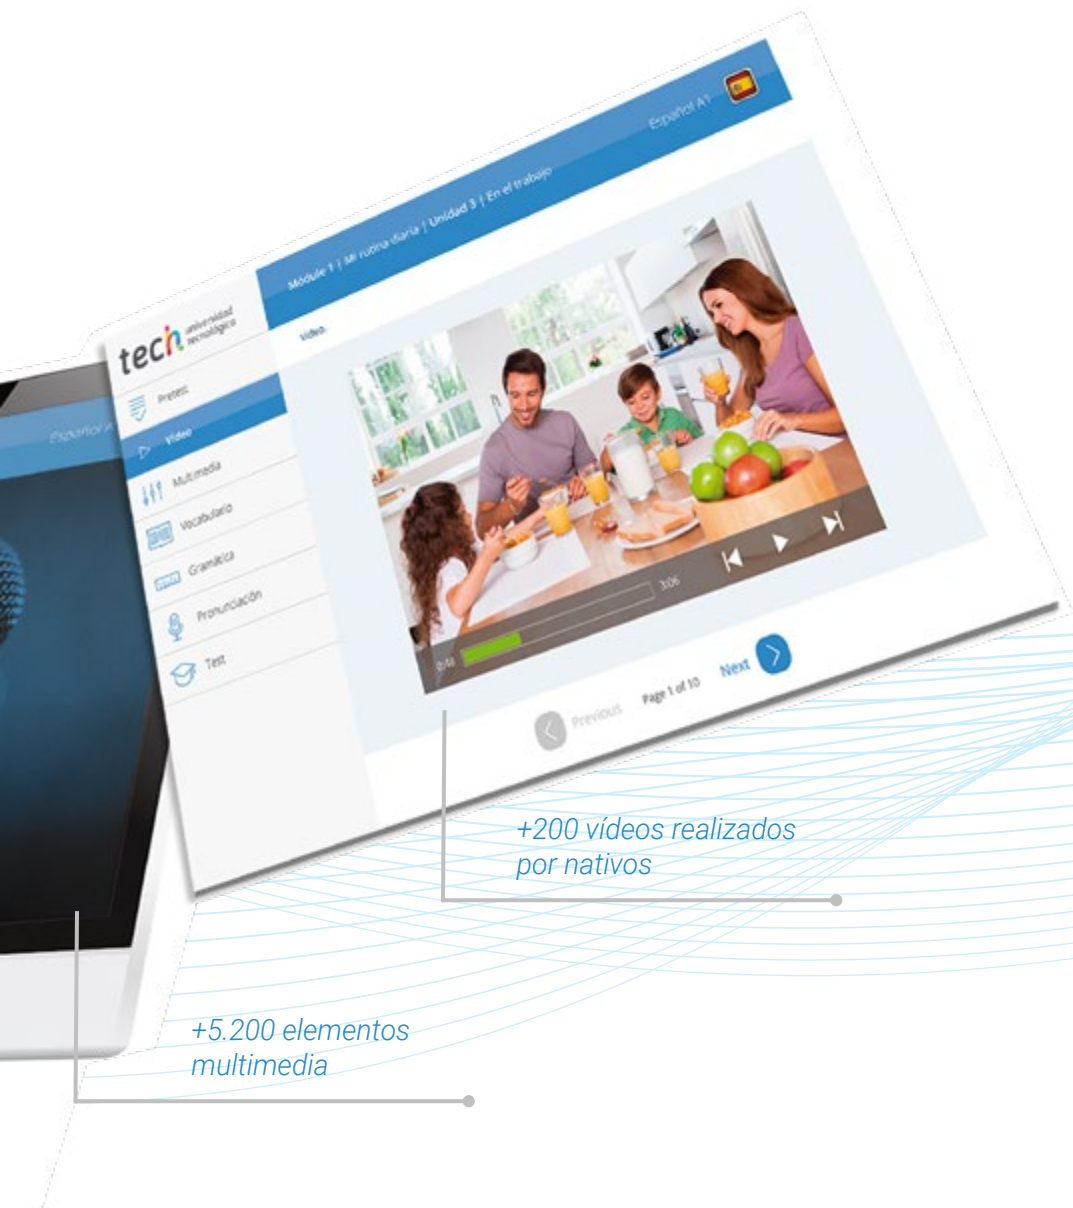 Español A1
Módule 1 | Mi rutina diaria | Unidad 3 | En el trabajo
tech universidad
tecnológica
Video
Pretest
Video
Multimedia
Vocabulario
Gramática
Pronunciación
Test
Español A
3:06
Previous
Page 1 of 10
Next
+200 vídeos realizados
por nativos
+5.200 elementos
multimedia